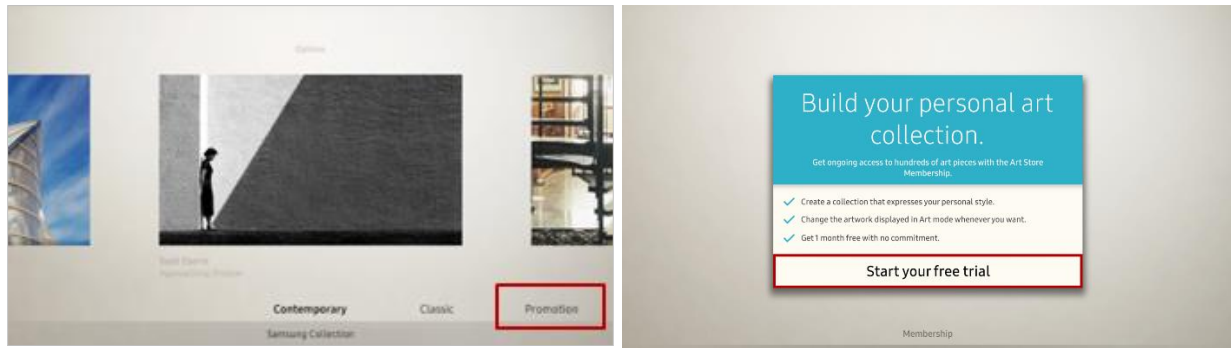 Options
Contemporary Classic Promotion
Samsung Collection
Build your personal art
collection.
Get ongoing access to hundreds of art pieces with the Art Store
Membership.
Create a collection that expresses your personal style.
Change the artwork displayed in Art mode whenever you want.
Get 1 month free with no commitment.
Start your free trial
Membership